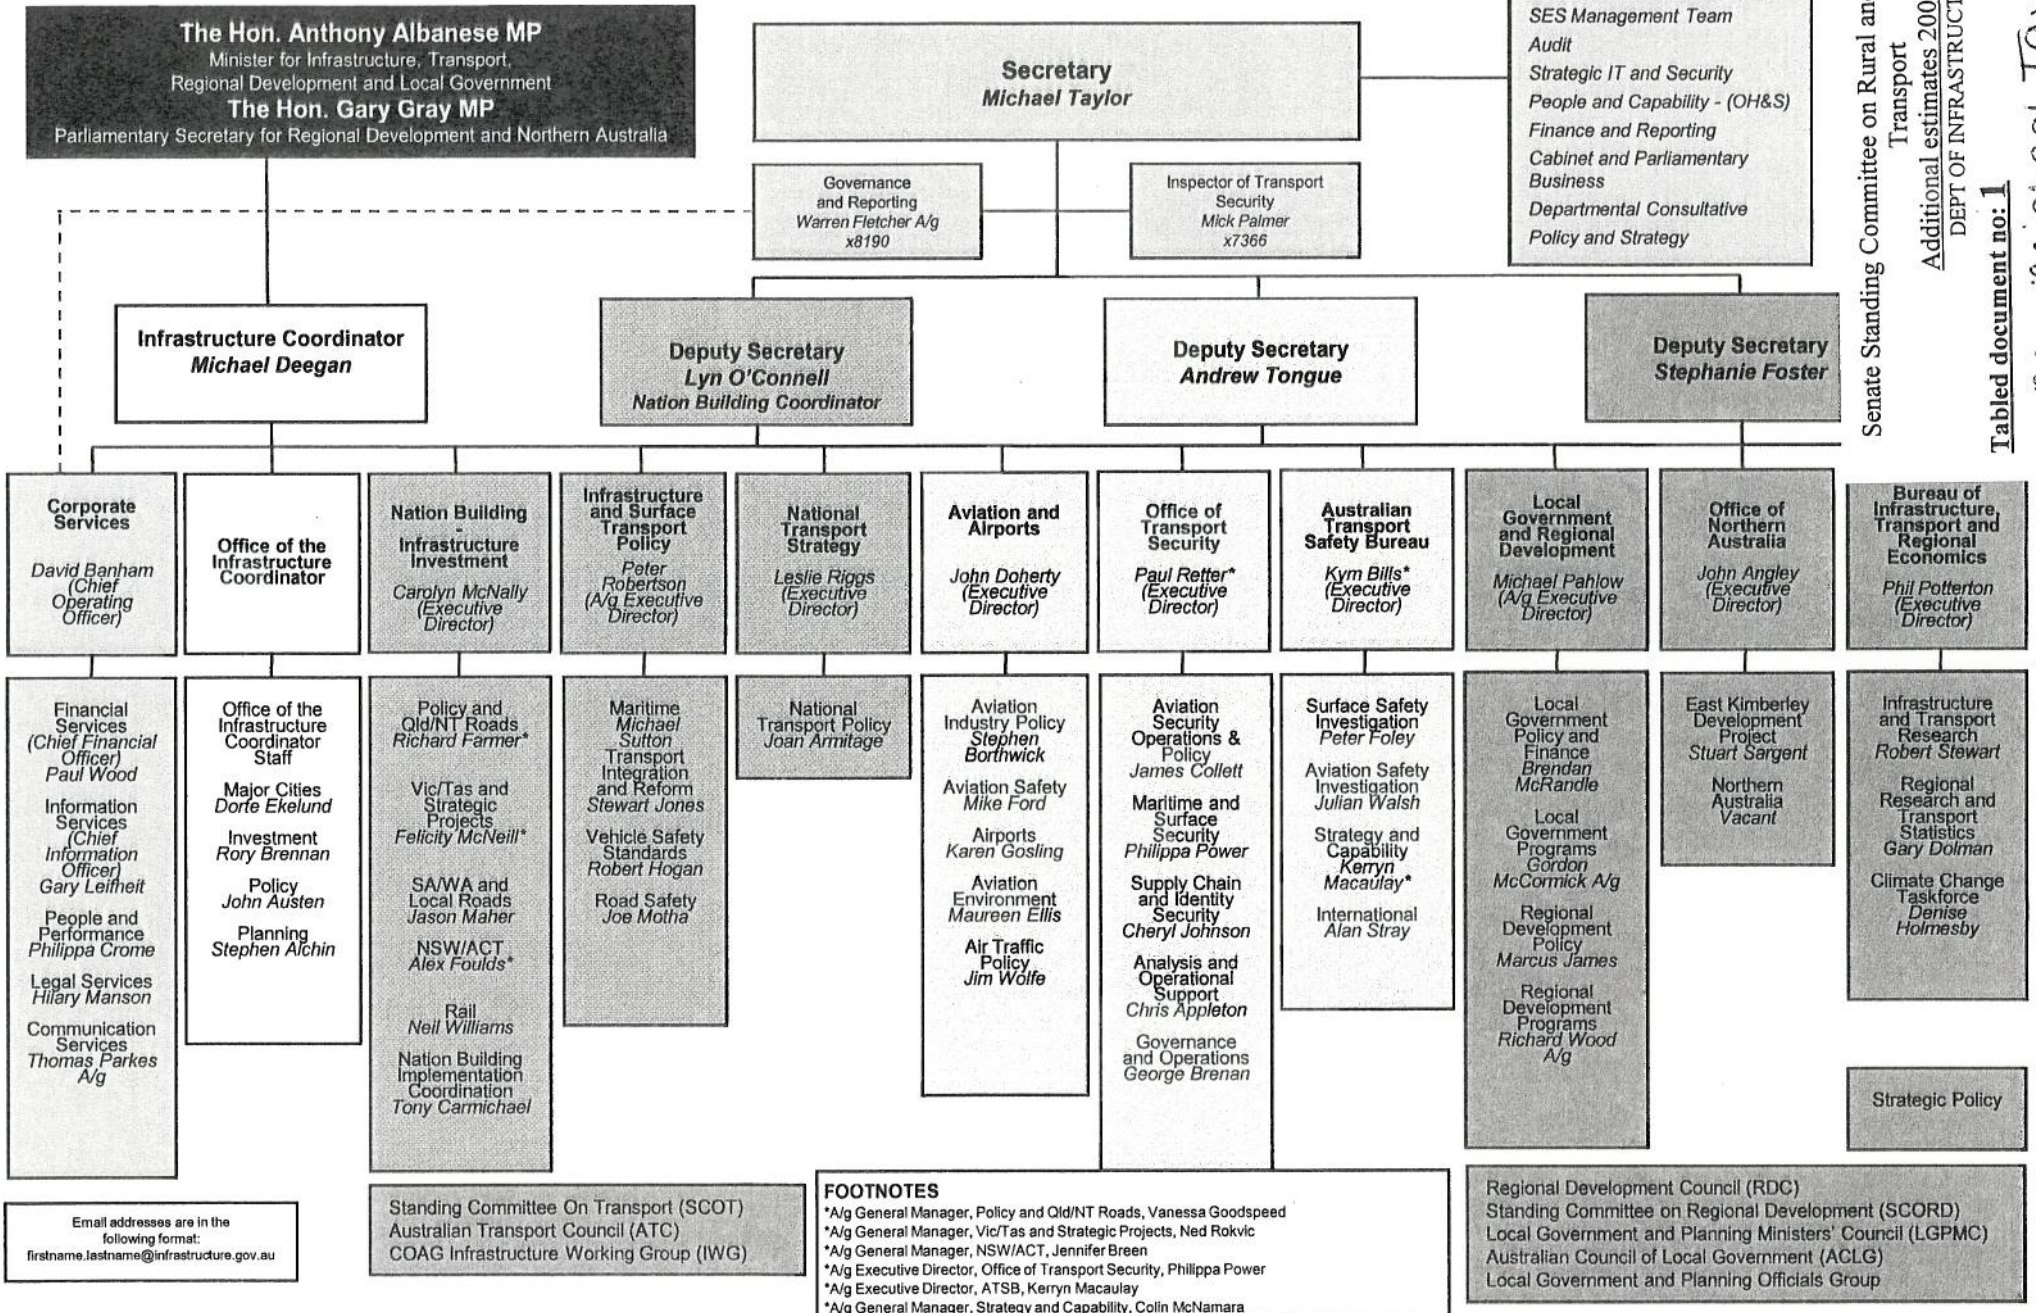 The Hon. Anthony Albanese MP
Minister for Infrastructure, Transport,
Regional Development and Local Government
The Hon. Gary Gray MP
Parliamentary Secretary for Regional Development and Northern Australia
Secretary
Michael Taylor
SES Management Team
Audit
Strategic IT and Security
People and Capability - (OH&S)
Finance and Reporting
Cabinet and Parliamentary
Business
Departmental Consultative
Policy and Strategy
Senate Standing Committee on Rural an
Transport
Additional estimates 200
DEPT OF INFRASTRUCT
Tabled document no: 1
Governance
and Reporting
Warren Fletcher A/g
x8190
Inspector of Transport
Security
Mick Palmer
x7366
Infrastructure Coordinator
Michael Deegan
Deputy Secretary
Lyn O'Connell
Nation Building Coordinator
Deputy Secretary
Andrew Tongue
Deputy Secretary
Stephanie Foster
Corporate
Services
David Banham
(Chief
Operating
Officer)
Office of the
Infrastructure
Coordinator
Nation Building
-
Infrastructure
Investment
Carolyn McNally
(Executive
Director)
Infrastructure
and Surface
Transport
Policy
Peter
Robertson
(A/g Executive
Director)
National
Transport
Strategy
Leslie Riggs
(Executive
Director)
Aviation and
Airports
John Doherty
(Executive
Director)
Office of
Transport
Security
Paul Retter*
(Executive
Director)
Australian
Transport
Safety Bureau
Kym Bills*
(Executive
Director)
Local
Government
and Regional
Development
Michael Pahlow
(A/g Executive
Director)
Office of
Northern
Australia
John Angley
(Executive
Director)
Bureau of
Infrastructure,
Transport and
Regional
Economics
Phil Potterton
(Executive
Director)
Financial
Services
(Chief Financial
Officer)
Paul Wood
Information
Services
(Chief
Information
Officer)
Gary Leifheit
People and
Performance
Philippa Crome
Legal Services
Hilary Manson
Communication
Services
Thomas Parkes
A/g
Office of the
Infrastructure
Coordinator
Staff
Major Cities
Dorte Ekelund
Investment
Rory Brennan
Policy
John Austen
Planning
Stephen Alchin
Policy and
Qld/NT Roads
Richard Farmer*
Vic/Tas and
Strategic
Projects
Felicity McNeill*
SA/WA and
Local Roads
Jason Maher
NSW/ACT
Alex Foulds*
Rail
Neil Williams
Nation Building
Implementation
Coordination
Tony Carmichael
Maritime
Michael
Sutton
Transport
Integration
and Reform
Stewart Jones
Vehicle Safety
Standards
Robert Hogan
Road Safety
Joe Motha
National
Transport Policy
Joan Armitage
Aviation
Industry Policy
Stephen
Borthwick
Aviation Safety
Mike Ford
Airports
Karen Gosling
Aviation
Environment
Maureen Ellis
Air Traffic
Policy
Jim Wolfe
Aviation
Security
Operations &
Policy
James Collett
Maritime and
Surface
Security
Philippa Power
Supply Chain
and Identity
Security
Cheryl Johnson
Analysis and
Operational
Support
Chris Appleton
Governance
and Operations
George Brenan
Surface Safety
Investigation
Peter Foley
Aviation Safety
Investigation
Julian Walsh
Strategy and
Capability
Kerryn
Macaulay*
International
Alan Stray
Local
Government
Policy and
Finance
Brendan
McRandle
Local
Government
Programs
Gordon
McCormick A/g
Regional
Development
Policy
Marcus James
Regional
Development
Programs
Richard Wood
A/g
East Kimberley
Development
Project
Stuart Sargent
Northern
Australia
Vacant
Infrastructure
and Transport
Research
Robert Stewart
Regional
Research and
Transport
Statistics
Gary Dolman
Climate Change
Taskforce
Denise
Holmesby
Strategic Policy
Email addresses are in the
following format:
firstname.lastname@infrastructure.gov.au
Standing Committee On Transport (SCOT)
Australian Transport Council (ATC)
COAG Infrastructure Working Group (IWG)
FOOTNOTES
*A/g General Manager, Policy and Qld/NT Roads, Vanessa Goodspeed
*A/g General Manager, Vic/Tas and Strategic Projects, Ned Rokvic
*A/g General Manager, NSW/ACT, Jennifer Breen
*A/g Executive Director, Office of Transport Security, Philippa Power
*A/g Executive Director, ATSB, Kerryn Macaulay
*A/g General Manager, Strategy and Capability, Colin McNamara
Regional Development Council (RDC)
Standing Committee on Regional Development (SCORD)
Local Government and Planning Ministers' Council (LGPMC)
Australian Council of Local Government (ACLG)
Local Government and Planning Officials Group